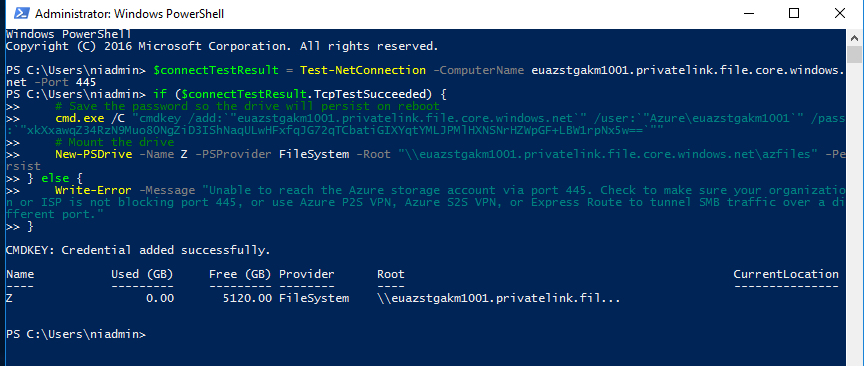 Administrator: Windows PowerShell
Windows PowerShell
Copyright (C) 2016 Microsoft Corporation. All rights reserved.
PS C:\Users\niadmin> $connectTestResult = Test-NetConnection -ComputerName euazstgakm1001.privatelink.file.core.windows.
net -Port 445
PS C:\Users\niadmin> if ($connectTestResult.TcpTestSucceeded) {
>>     # Save the password so the drive will persist on reboot
>>     cmd.exe /C "cmdkey /add:`"euazstgakm1001.privatelink.file.core.windows.net`" /user:`"Azure\euazstgakm1001`" /pass
:`"xkXxawqZ34RzN9Muo8ONgZiD3IShNaqULwHFxfqJG72qTCbatiGIXYqtYMLJPMlHXNSNrHZWpGF+LBW1rpNx5w==`""
>>     # Mount the drive
>>     New-PSDrive -Name Z -PSProvider FileSystem -Root "\\euazstgakm1001.privatelink.file.core.windows.net\azfiles" -Pe
rsist
>> } else {
>>     Write-Error -Message "Unable to reach the Azure storage account via port 445. Check to make sure your organizatio
n or ISP is not blocking port 445, or use Azure P2S VPN, Azure S2S VPN, or Express Route to tunnel SMB traffic over a di
fferent port."
>> }
CMDKEY: Credential added successfully.
Name           Used (GB)     Free (GB) Provider      Root                                               CurrentLocation
----           ---------     --------- --------      ----                                               ---------------
Z                   0.00       5120.00 FileSystem    \\euazstgakm1001.privatelink.fil...
PS C:\Users\niadmin>